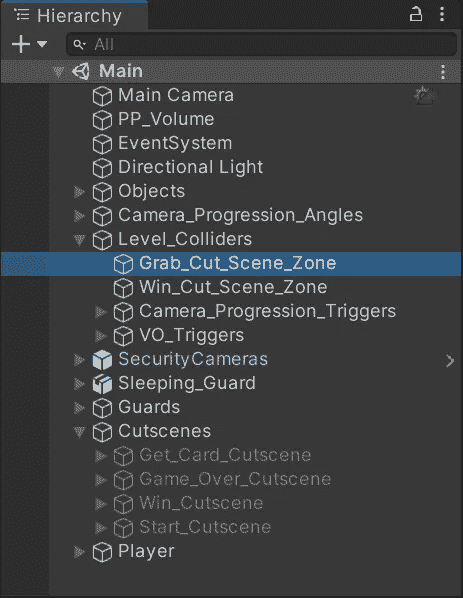 Hierarchy
All
Main
Main Camera
PP_Volume
EventSystem
Directional Light
Objects
Camera_Progression_Angles
Level_Colliders
Grab_Cut_Scene_Zone
Win_Cut_Scene_Zone
Camera_Progression_Triggers
VO_Triggers
SecurityCameras
Sleeping_Guard
Guards
Cutscenes
Get_Card_Cutscene
Game_Over_Cutscene
Win_Cutscene
Start_Cutscene
Player